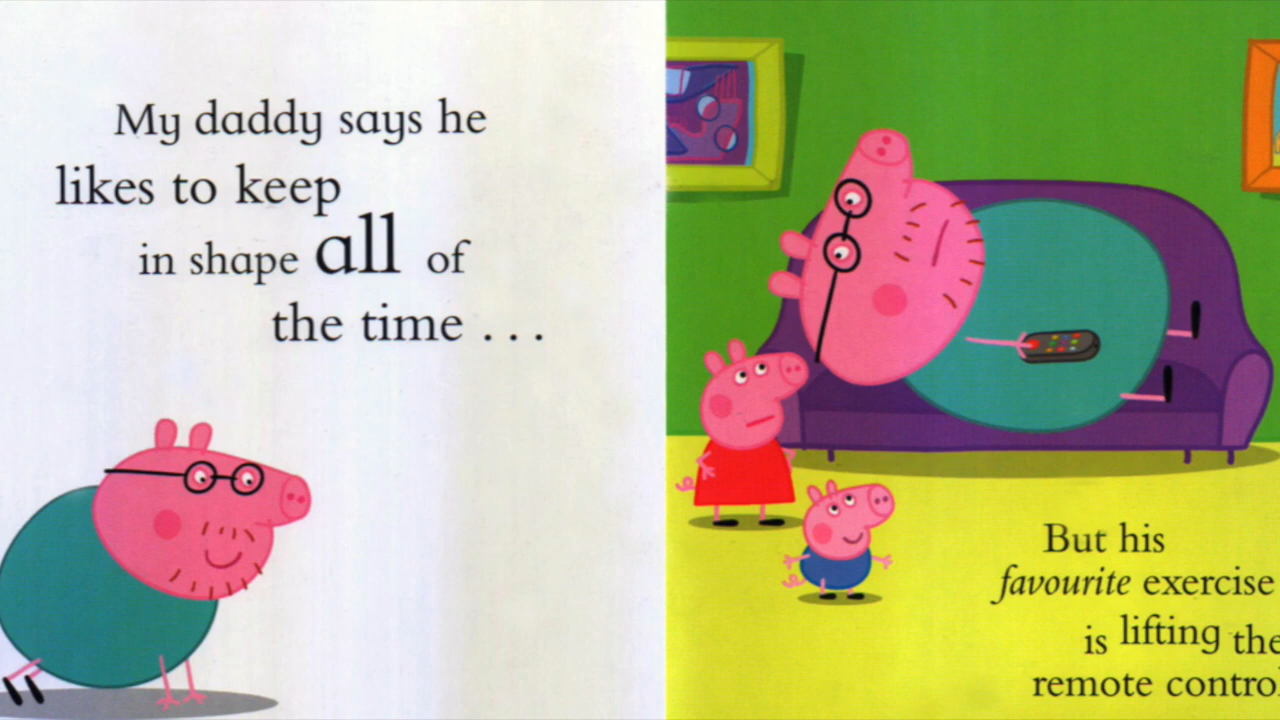 My daddy says he
likes to keep
in shape all of
the time . . .
But his
favourite exercise
is lifting the
remote control